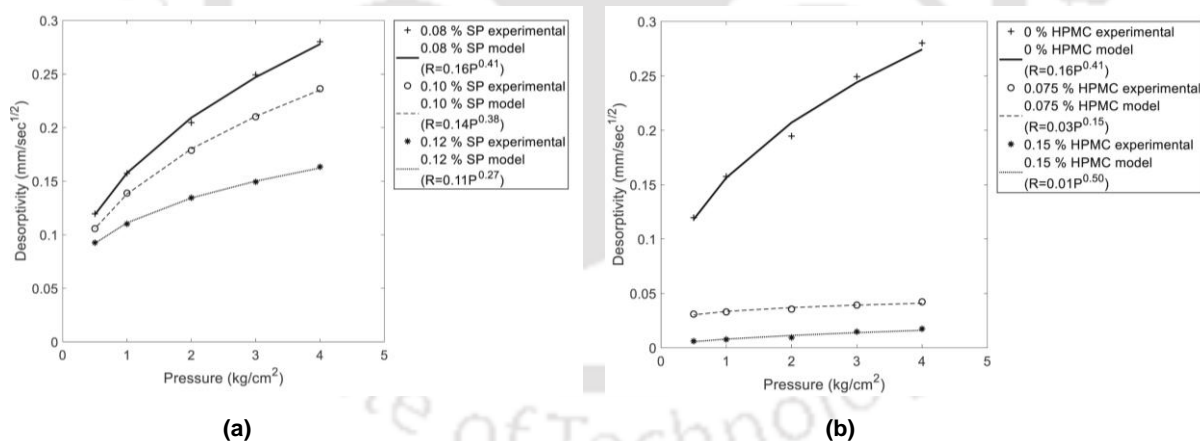 0.3
0.25
0.2
0.15
0.1
0.05
0
0 1 2 3 4 5
Desorptivity (mm/sec^1/2)
Pressure (kg/cm^2)
0.08 % SP experimental
0.08 % SP model
(R=0.16P^0.41)
0.10 % SP experimental
0.10 % SP model
(R=0.14P^0.38)
0.12 % SP experimental
0.12 % SP model
(R=0.11P^0.27)
(a)
0.3
0.25
0.2
0.15
0.1
0.05
0
0 1 2 3 4 5
Desorptivity (mm/sec^1/2)
Pressure (kg/cm^2)
0 % HPMC experimental
0 % HPMC model
(R=0.16P^0.41)
0.075 % HPMC experimental
0.075 % HPMC model
(R=0.03P^0.15)
0.15 % HPMC experimental
0.15 % HPMC model
(R=0.01P^0.50)
(b)
of Technolo